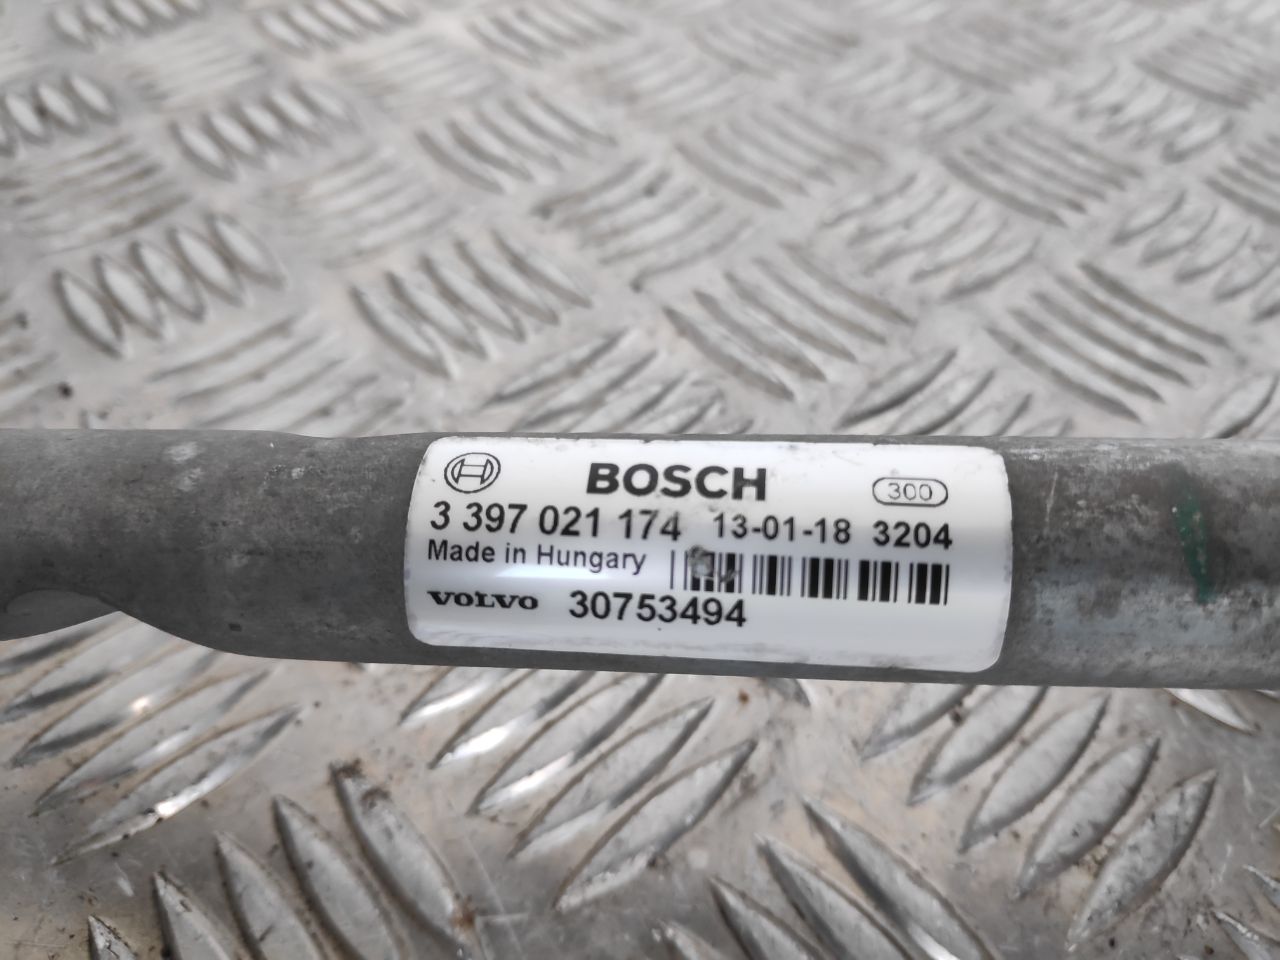 BOSCH 300
3 397 021 174 13-01-18 3204
Made in Hungary
VOLVO 30753494